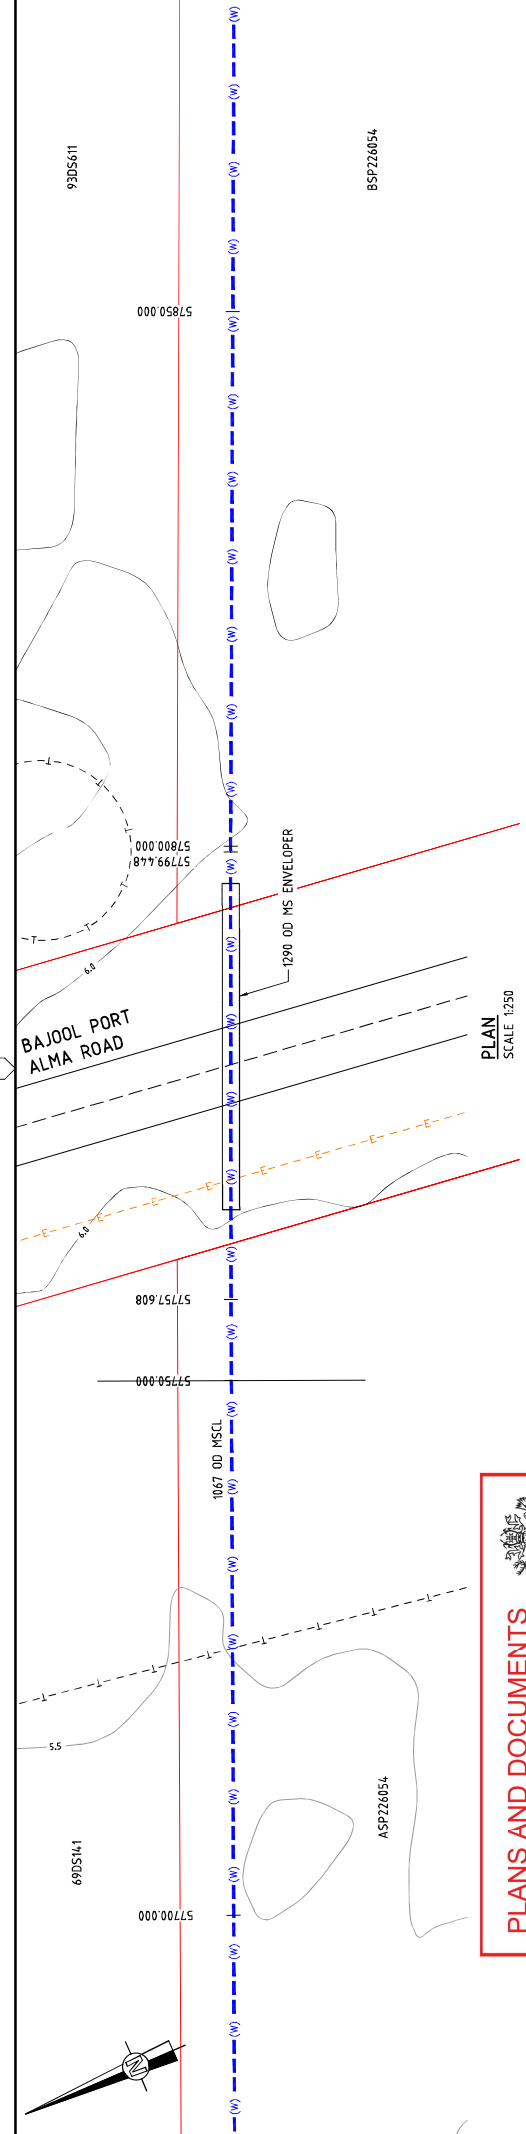 93DS611
BSP226054
57850.000
57800.000
57799.448
1290 OD MS ENVELOPER
6.0
BAJOOL PORT
ALMA ROAD
PLAN
SCALE 1:250
6.0
57757.608
57750.000
1067 OD MSCL
5.5
69DS141
ASP226054
57700.000
PLANS AND DOCUMENTS
N
(W) (W) (W) (W) (W) (W) (W) (W) (W) (W) (W) (W) (W) (W) (W) (W) (W) (W) (W) (W) (W) (W) (W) (W) (W) (W) (W) (W)
E E E E E E E E
T T T T T T T T
T T T T T